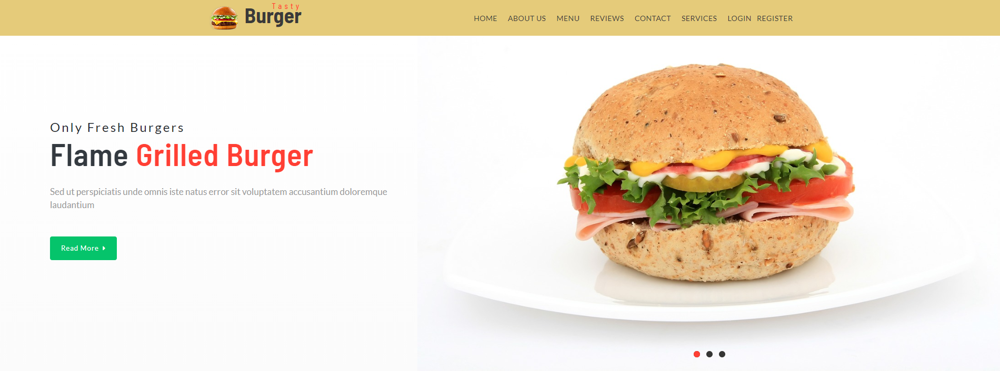 Tasty
Burger
HOME ABOUT US MENU REVIEWS CONTACT SERVICES LOGIN REGISTER
Only Fresh Burgers
Flame Grilled Burger
Sed ut perspiciatis unde omnis iste natus error sit voluptatem accusantium doloremque
laudantium
Read More